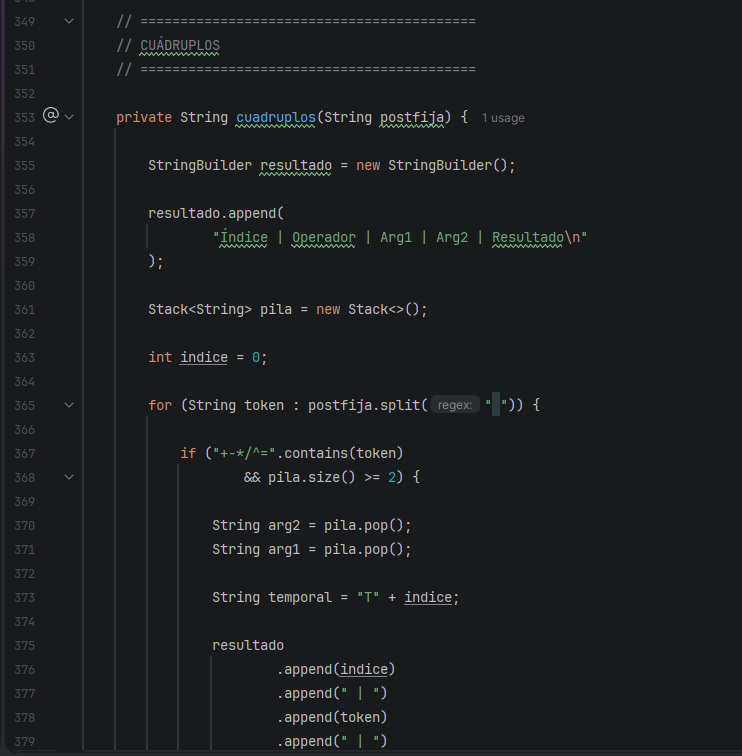 349 // ==========================================
350 // CUÁDRUPLOS
351 // ==========================================
352
353 @ private String cuadruplos(String postfija) { 1 usage
354
355 StringBuilder resultado = new StringBuilder();
356
357 resultado.append(
358 "Índice | Operador | Arg1 | Arg2 | Resultado\n"
359 );
360
361 Stack<String> pila = new Stack<>();
362
363 int indice = 0;
364
365 for (String token : postfija.split( regex: " ")) {
366
367 if ("+-*/^=".contains(token)
368 && pila.size() >= 2) {
369
370 String arg2 = pila.pop();
371 String arg1 = pila.pop();
372
373 String temporal = "T" + indice;
374
375 resultado
376 .append(indice)
377 .append(" | ")
378 .append(token)
379 .append(" | ")